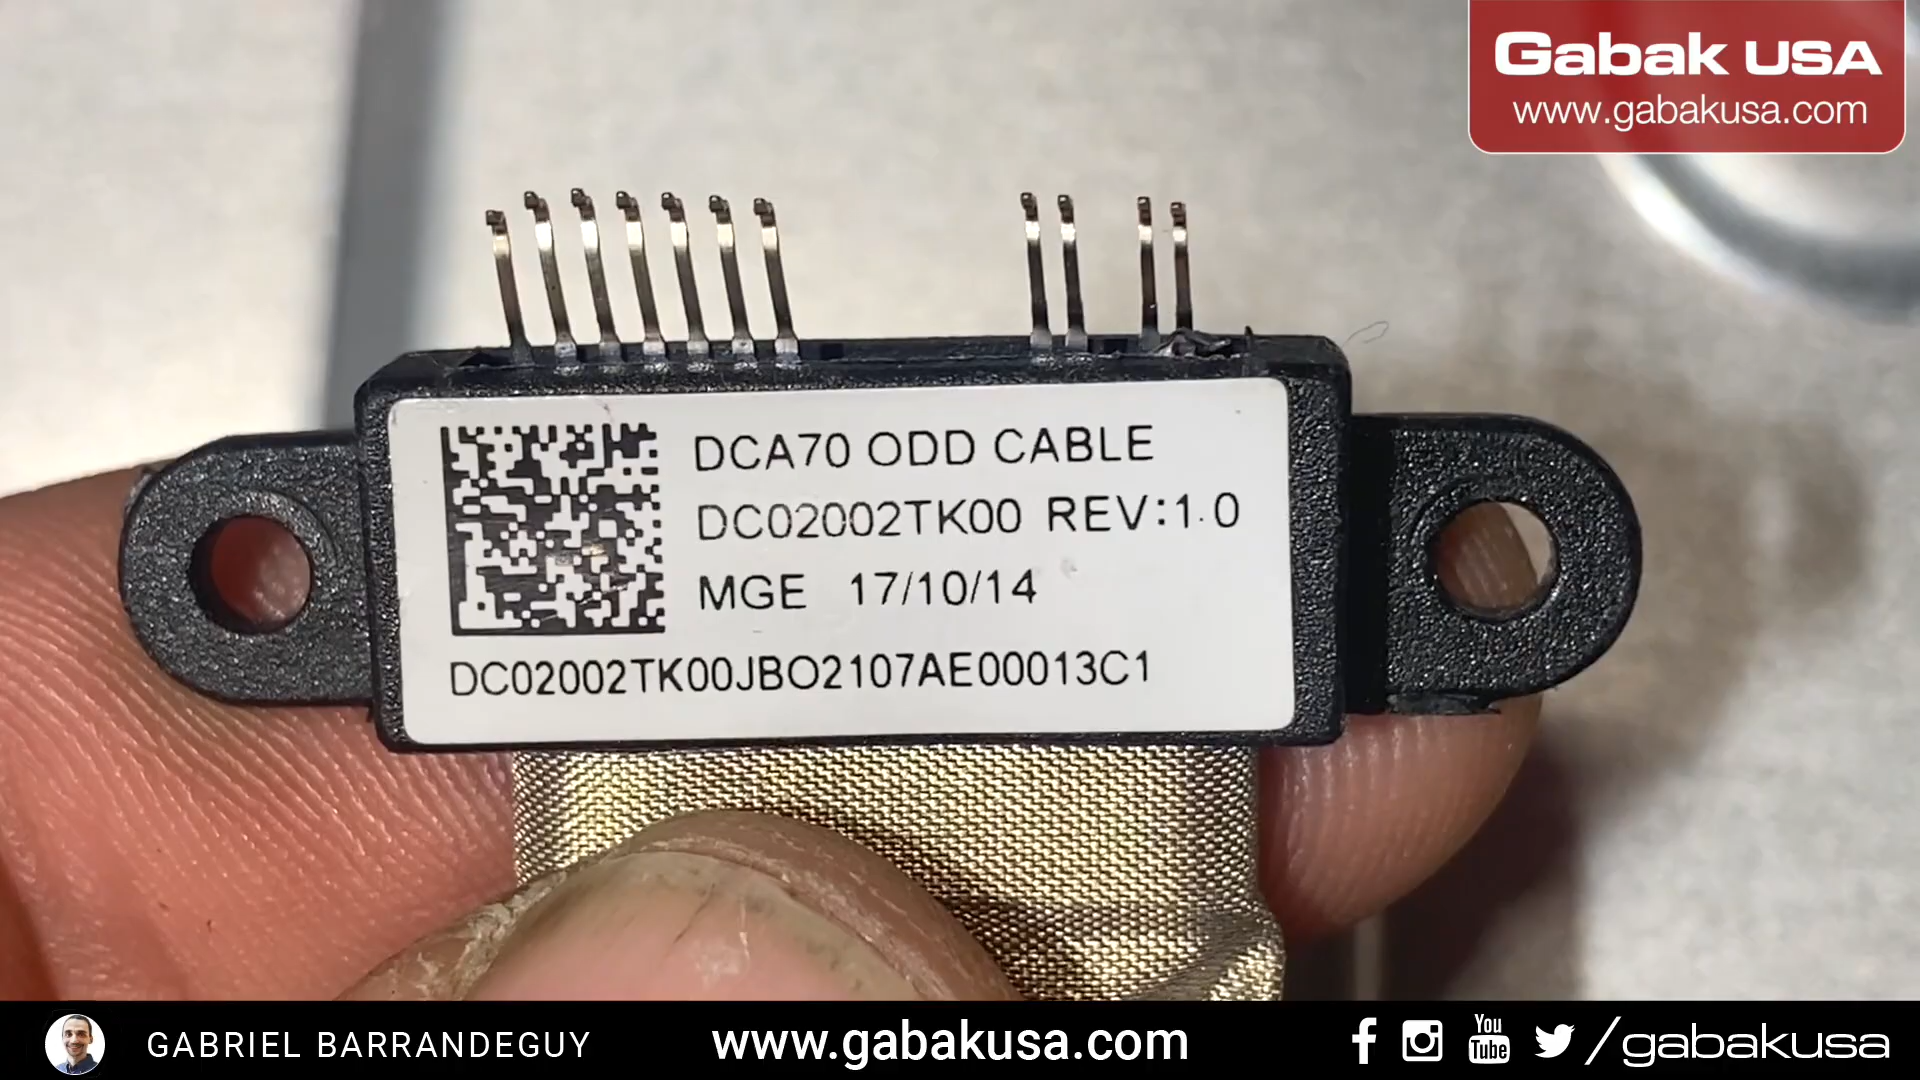 Gabak USA
www.gabakusa.com
DCA70 ODD CABLE
DC02002TK00 REV:1.0
MGE 17/10/14
DC02002TK00JBO2107AE00013C1
GABRIEL BARRANDEGUY
www.gabakusa.com
You Tube
/gabakusa